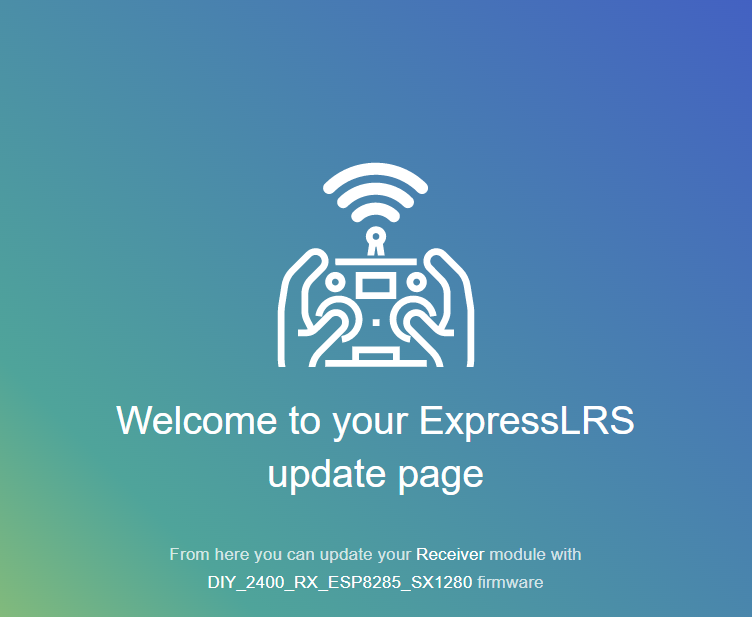 Welcome to your ExpressLRS
update page
From here you can update your Receiver module with
DIY_2400_RX_ESP8285_SX1280 firmware